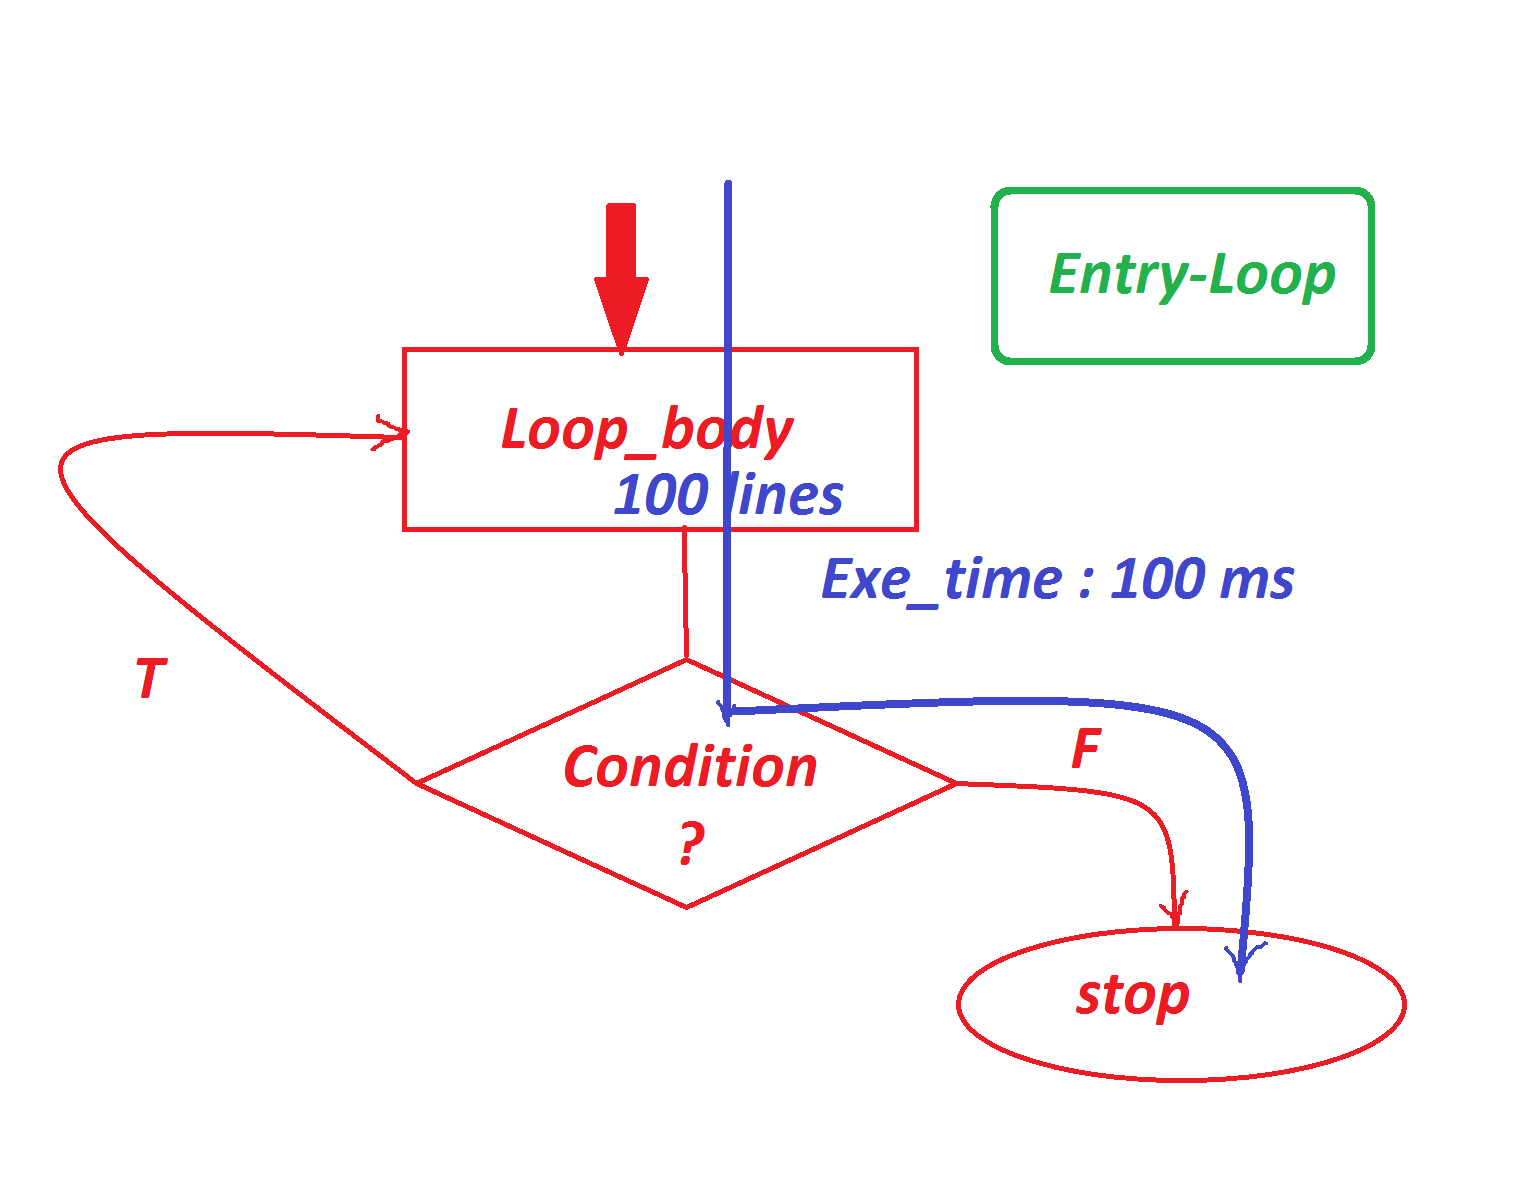 Entry-Loop
Loop_body
100 lines
Exe_time : 100 ms
T
F
Condition
?
stop